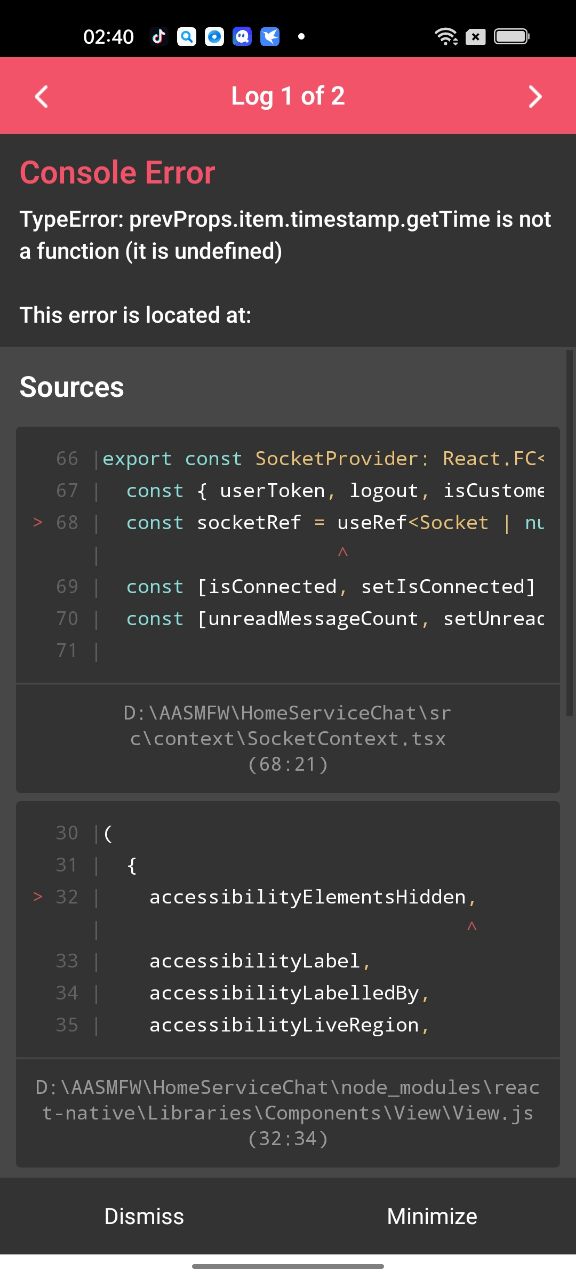 02:40
Log 1 of 2
Console Error
TypeError: prevProps.item.timestamp.getTime is not
a function (it is undefined)
This error is located at:
Sources
66 |export const SocketProvider: React.FC<
67 |  const { userToken, logout, isCustome
> 68 |  const socketRef = useRef<Socket | nu
|                    ^
69 |  const [isConnected, setIsConnected]
70 |  const [unreadMessageCount, setUnreac
71 |
D:\AASMFW\HomeServiceChat\sr
c\context\SocketContext.tsx
(68:21)
30 |(
31 |  {
> 32 |    accessibilityElementsHidden,
|                               ^
33 |    accessibilityLabel,
34 |    accessibilityLabelledBy,
35 |    accessibilityLiveRegion,
D:\AASMFW\HomeServiceChat\node_modules\reac
t-native\Libraries\Components\View\View.js
(32:34)
Dismiss Minimize